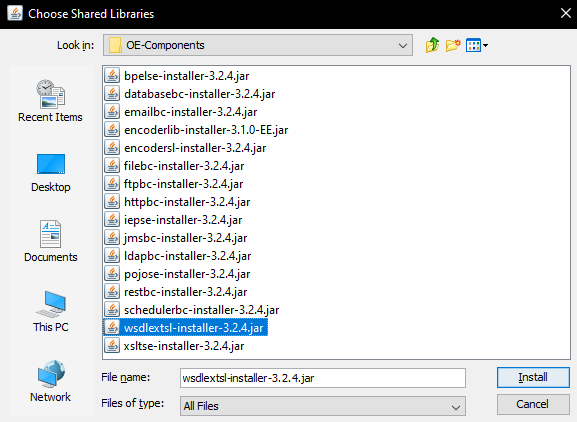 Choose Shared Libraries
Look in: OE-Components
bpelse-installer-3.2.4.jar
databasebc-installer-3.2.4.jar
emailbc-installer-3.2.4.jar
encoderlib-installer-3.1.0-EE.jar
encodersl-installer-3.2.4.jar
filebc-installer-3.2.4.jar
ftpbc-installer-3.2.4.jar
httpbc-installer-3.2.4.jar
iepse-installer-3.2.4.jar
jmsbc-installer-3.2.4.jar
ldapbc-installer-3.2.4.jar
pojose-installer-3.2.4.jar
restbc-installer-3.2.4.jar
schedulerbc-installer-3.2.4.jar
wsdlextsl-installer-3.2.4.jar
xsltse-installer-3.2.4.jar
Recent Items
Desktop
Documents
This PC
Network
File name: wsdlextsl-installer-3.2.4.jar Install
Files of type: All Files Cancel